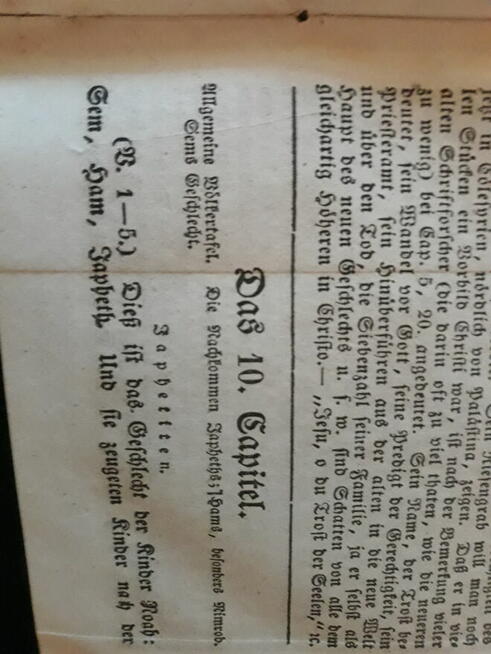 jetzt in Cölesyrien, nördlich von Palästina, zeigen. Daß er in vie=
len Stücken ein Vorbild Christi war, ist nach der Bemerkung vieler
alten Schriftforscher (die darin oft zu viel thaten, wie die neueren
zu wenig) bei Cap. 5, 20. angedeutet. Sein Name, der Trost be=
deutet, sein Wandel vor Gott, seine Predigt der Gerechtigkeit, sein
Priesteramt, sein Hinüberführen aus der alten in die neue Welt
und über den Tod, die Siebenzahl seiner Familie, ja er selbst als
Haupt des neuen Geschlechts u. s. w. sind Schatten von alle dem
gleichartig Höheren in Christo.— „Jesu, o du Trost der Seelen,“ ꝛc.
Das 10. Capitel.
Allgemeine Völkertafel. Die Nachkommen Japheths; Hams, besonders Nimrod.
Sems Geschlecht.
Japhetiten.
(V. 1—5.) Dieß ist das Geschlecht der Kinder Noah:
Sem, Ham, Japheth. Und sie zeugeten Kinder nach der